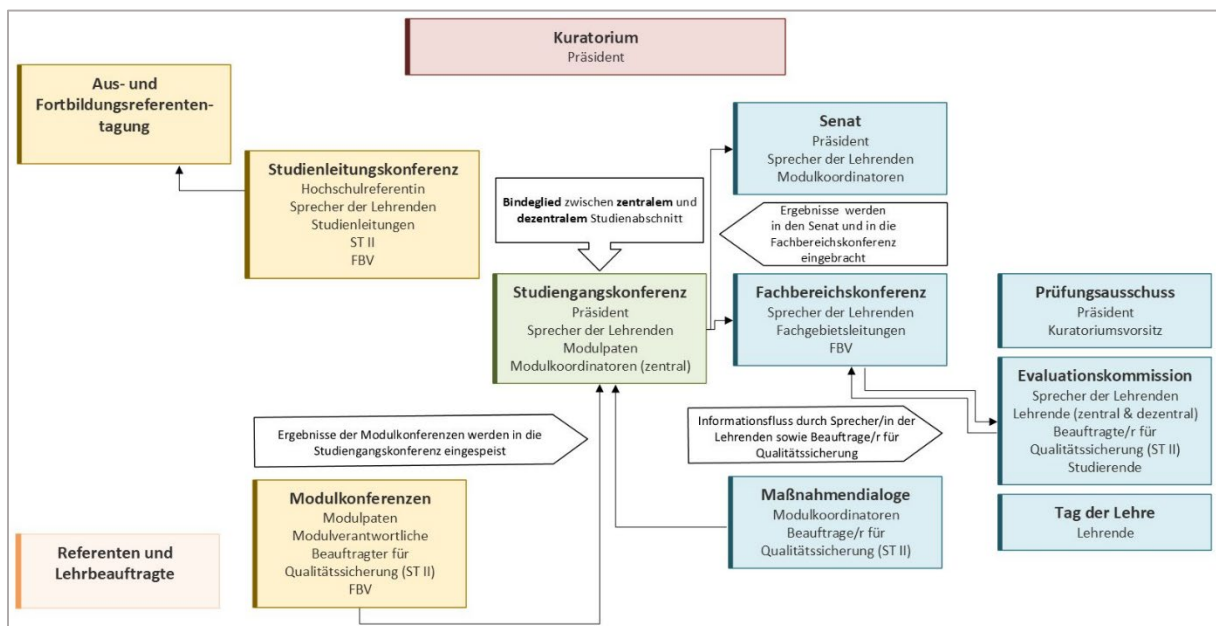 Kuratorium
Präsident
Aus- und
Fortbildungsreferenten-
tagung
Senat
Präsident
Sprecher der Lehrenden
Modulkoordinatoren
Studienleitungskonferenz
Hochschulreferentin
Sprecher der Lehrenden
Studienleitungen
ST II
FBV
Bindeglied zwischen zentralem und
dezentralem Studienabschnitt
Ergebnisse werden
in den Senat und in die
Fachbereichskonferenz
eingebracht
Studiengangskonferenz
Präsident
Sprecher der Lehrenden
Modulpaten
Modulkoordinatoren (zentral)
Fachbereichskonferenz
Sprecher der Lehrenden
Fachgebietsleitungen
FBV
Prüfungsausschuss
Präsident
Kuratoriumsvorsitz
Evaluationskommission
Sprecher der Lehrenden
Lehrende (zentral & dezentral)
Beauftragte/r für
Qualitätssicherung (ST II)
Studierende
Ergebnisse der Modulkonferenzen werden in die
Studiengangskonferenz eingespeist
Informationsfluss durch Sprecher/in der
Lehrenden sowie Beauftrage/r für
Qualitätssicherung
Modulkonferenzen
Modulpaten
Modulverantwortliche
Beauftragter für
Qualitätssicherung (ST II)
FBV
Maßnahmendialoge
Modulkoordinatoren
Beauftrage/r für
Qualitätssicherung (ST II)
Tag der Lehre
Lehrende
Referenten und
Lehrbeauftragte